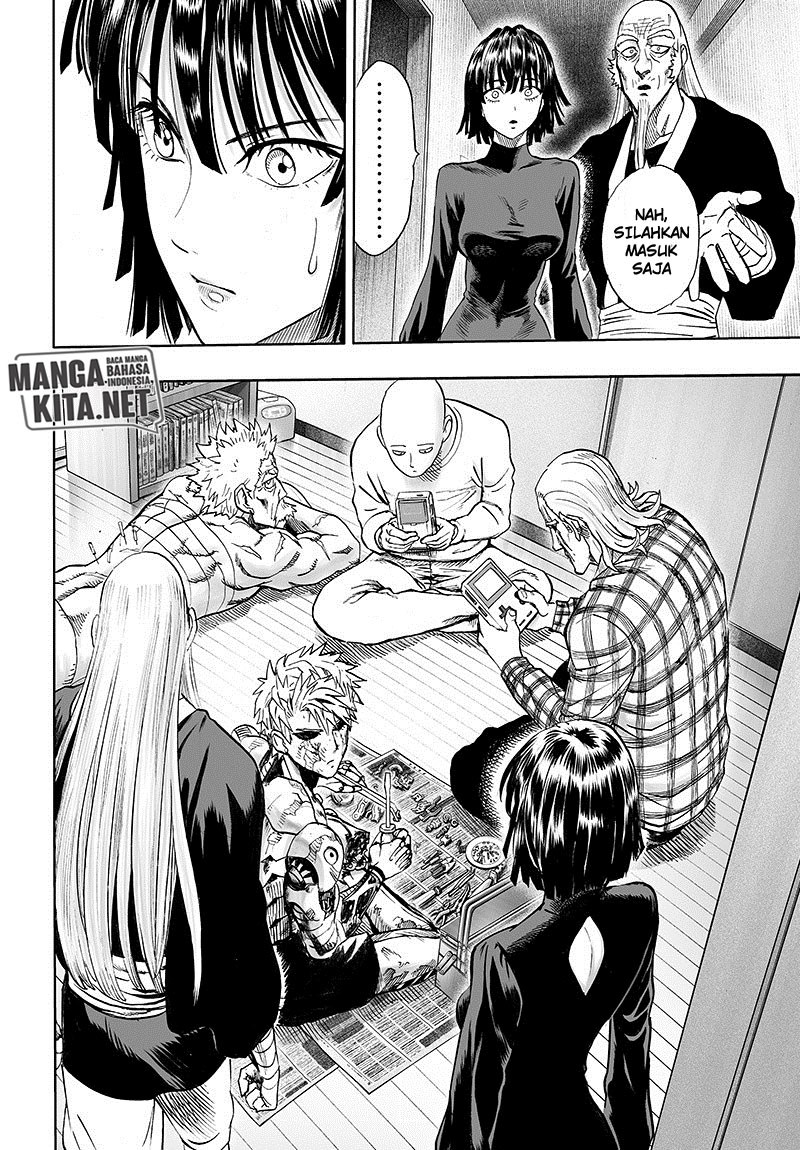 NAH,
SILAHKAN
MASUK
SAJA
MANGA BACA MANGA
BAHASA
INDONESIA,
KITA.NET